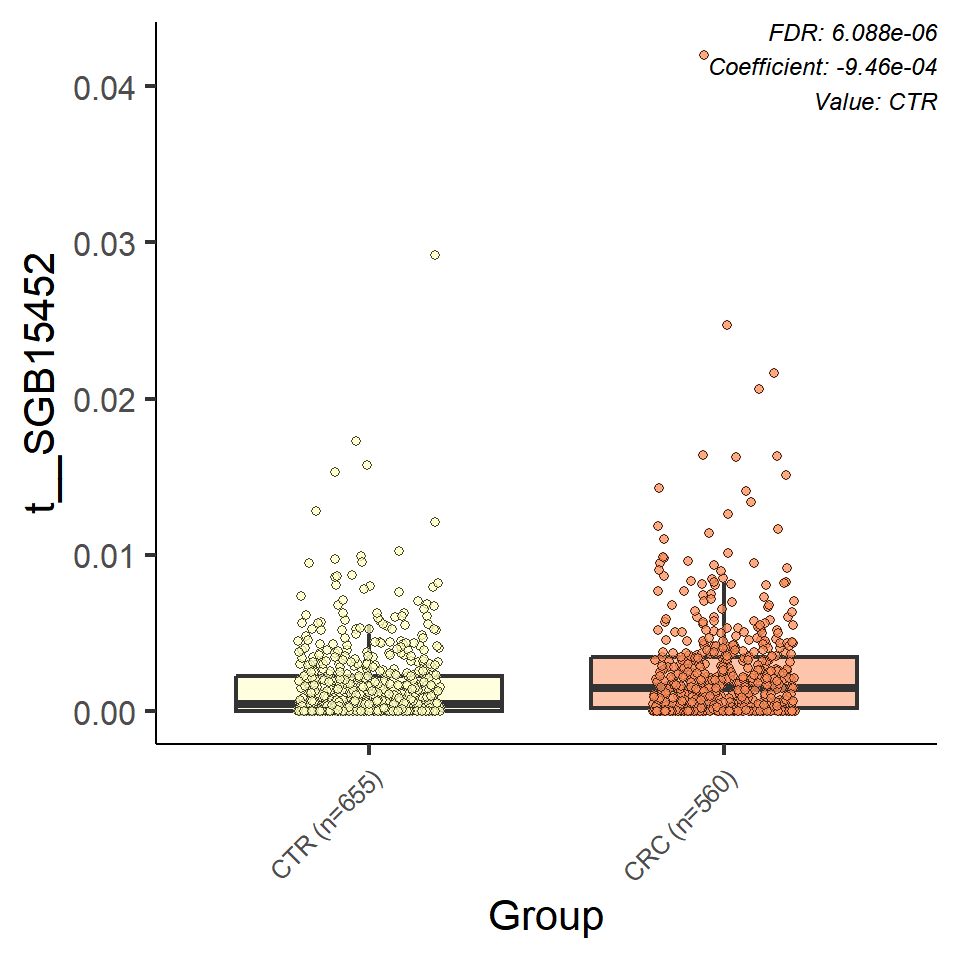 FDR: 6.088e-06
Coefficient: -9.46e-04
Value: CTR
0.04
0.03
0.02
0.01
0.00
t__SGB15452
CTR (n=655)
CRC (n=560)
Group